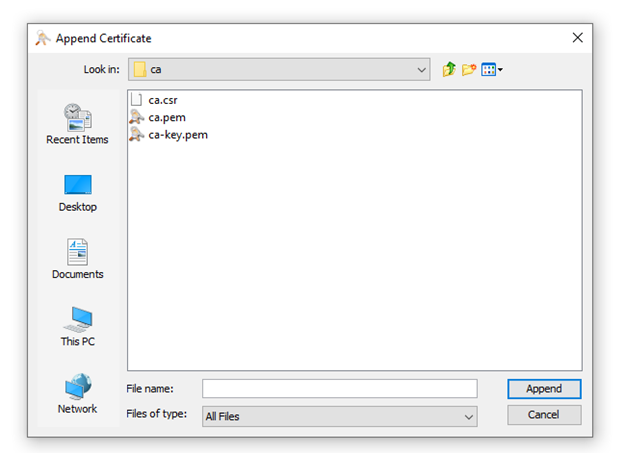 Append Certificate
Look in: ca
ca.csr
ca.pem
ca-key.pem
Recent Items
Desktop
Documents
This PC
Network
File name:
Append
Files of type: All Files
Cancel